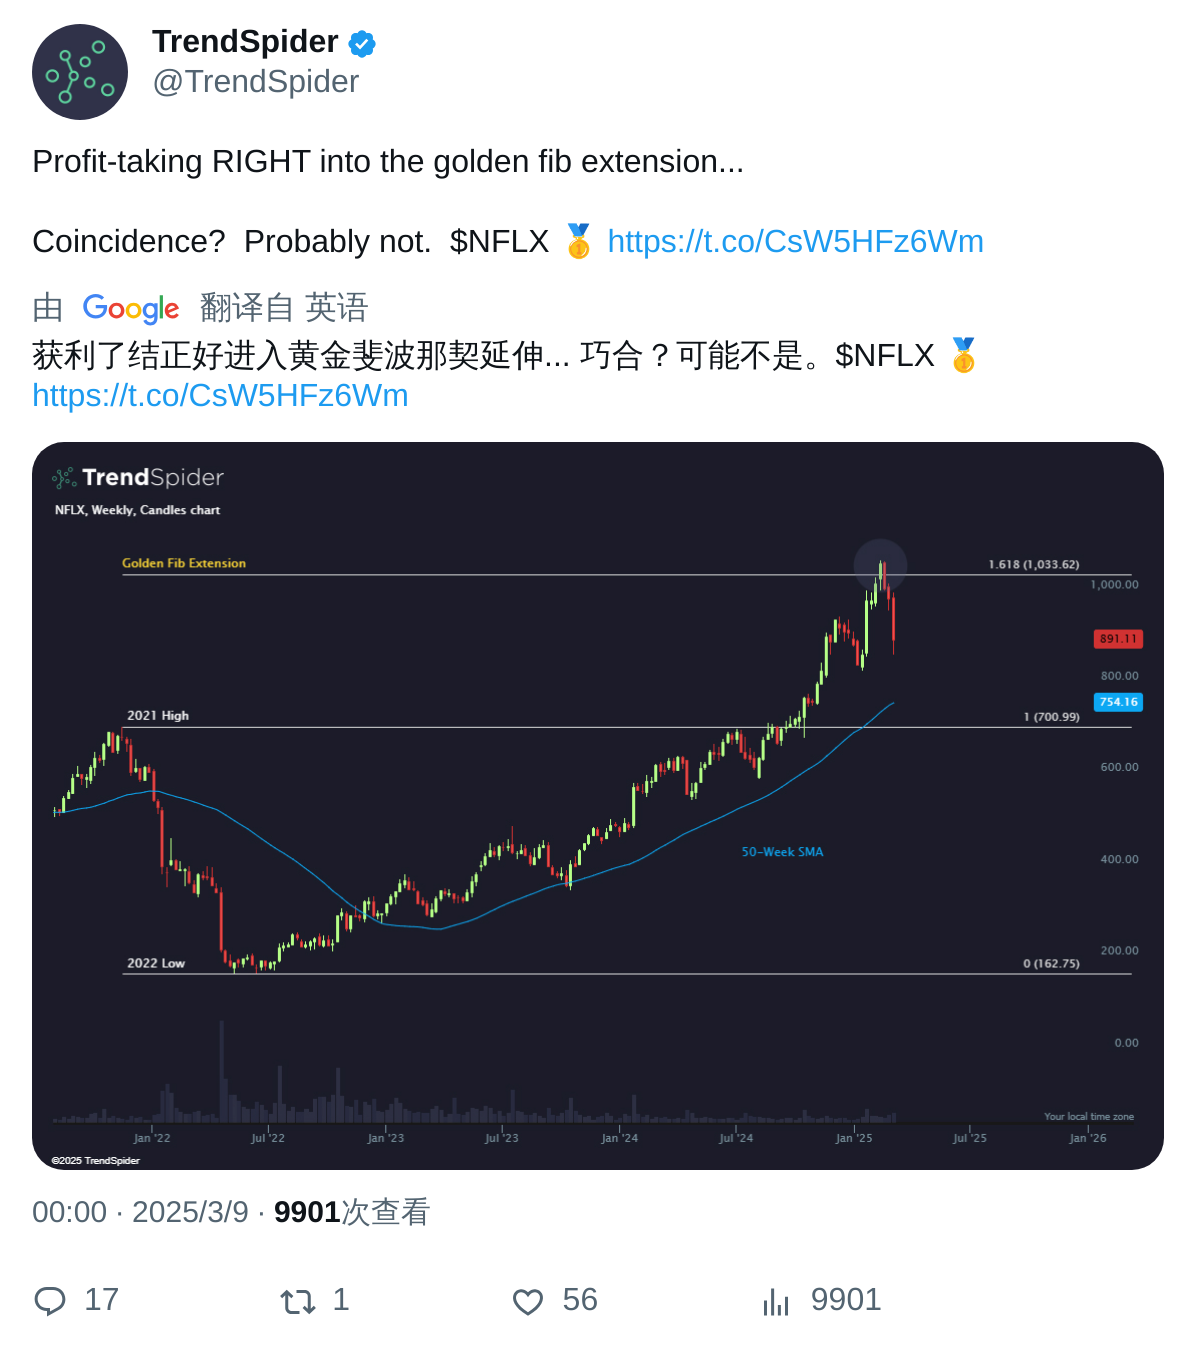 TrendSpider
@TrendSpider
Profit-taking RIGHT into the golden fib extension...
Coincidence?  Probably not.  $NFLX 🥇 https://t.co/CsW5HFz6Wm
由 Google 翻译自 英语
获利了结正好进入黄金斐波那契延伸... 巧合？可能不是。$NFLX 🥇
https://t.co/CsW5HFz6Wm
TrendSpider
NFLX, Weekly, Candles chart
Golden Fib Extension
1.618 (1,033.62)
1,000.00
891.11
800.00
754.16
2021 High
1 (700.99)
600.00
50-Week SMA
400.00
200.00
2022 Low
0 (162.75)
0.00
Your local time zone
Jan '22 Jul '22 Jan '23 Jul '23 Jan '24 Jul '24 Jan '25 Jul '25 Jan '26
©2025 TrendSpider
00:00 · 2025/3/9 · 9901次查看
17 1 56 9901